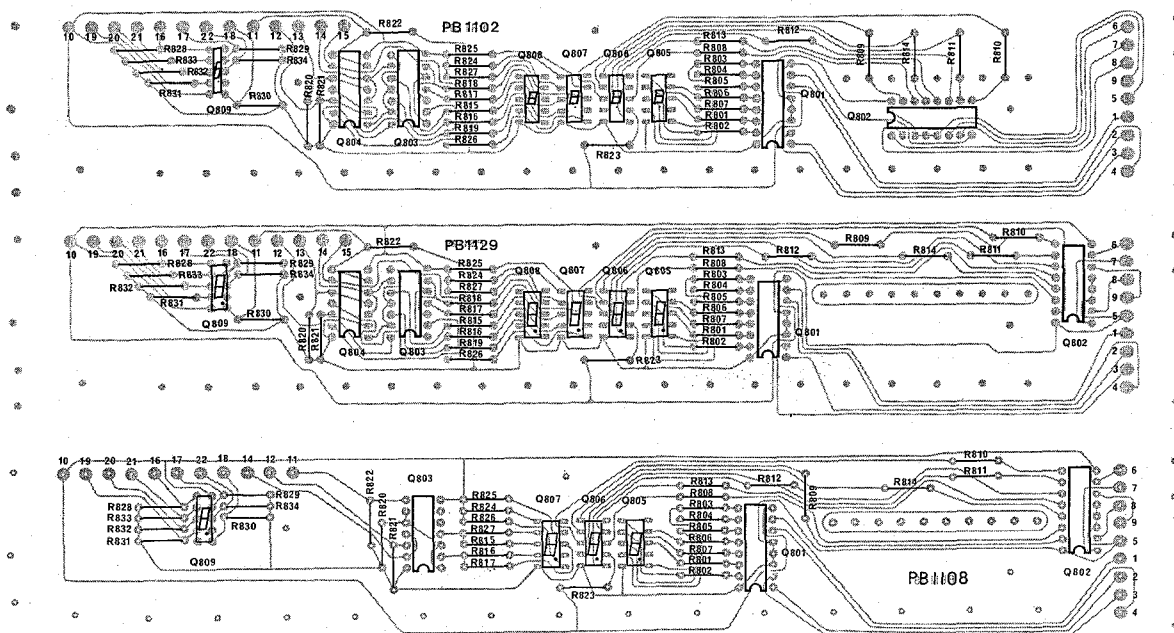 PB1102
10 19 20 21 16 17 22 18 11 12 13 14 15
R822
R828
R829
R833
R834
R832
R831
R830
Q809
R820
R821
Q804
Q803
R825
R824
R827
R818
R817
R815
R816
R819
R826
Q808
Q807
Q806
Q805
R823
R813
R808
R803
R804
R805
R806
R807
R801
R802
R812
Q801
R809
R814
R811
R810
Q802
6
7
8
9
5
1
2
3
4
PB1129
10 19 20 21 16 17 22 18 11 12 13 14 15
R822
R828
R829
R833
R834
R832
R831
R830
Q809
R820
R821
Q804
Q803
R825
R824
R827
R818
R817
R815
R816
R819
R826
Q808
Q807
Q806
Q805
R823
R813
R808
R803
R804
R805
R806
R807
R801
R802
R812
Q801
R809
R814
R811
R810
Q802
6
7
8
9
5
1
2
3
4
10 19 20 21 16 17 22 18 14 12 11
R828
R833
R832
R831
R829
R834
R830
Q809
R822
R820
R821
Q803
R825
R824
R826
R827
R815
R816
R817
Q807
Q806
Q805
R823
R813
R808
R803
R804
R805
R806
R807
R801
R802
R812
R809
Q801
R810
R811
R814
PB1108
Q802
6
7
8
9
5
1
2
3
4